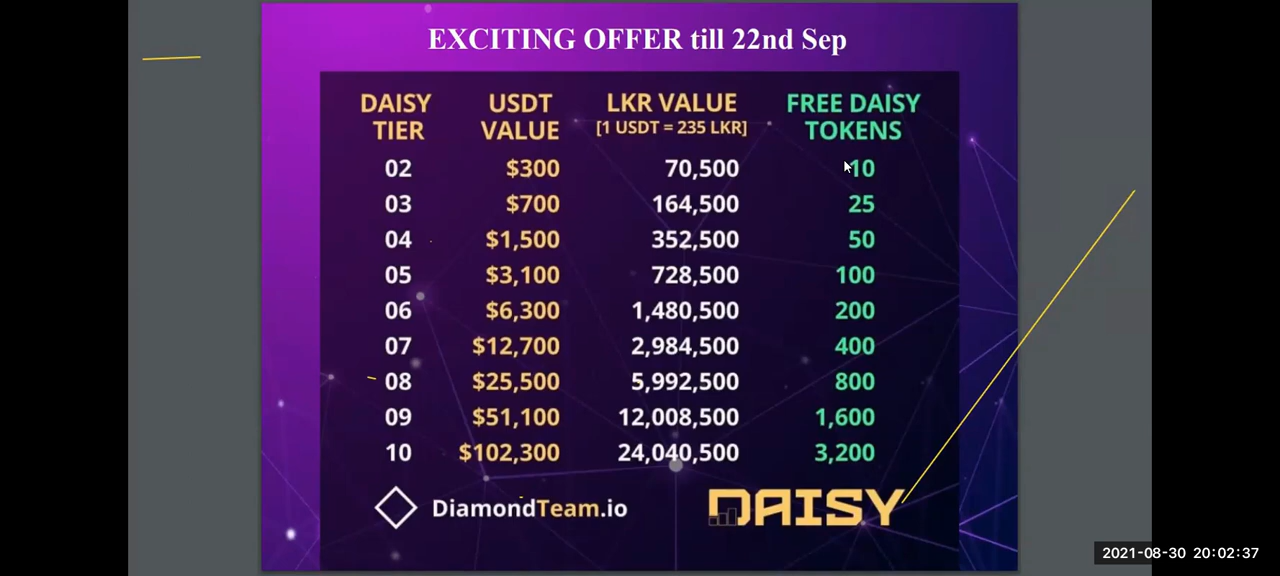 EXCITING OFFER till 22nd Sep
DAISY TIER USDT VALUE LKR VALUE [1 USDT = 235 LKR] FREE DAISY TOKENS
02 $300 70,500 10
03 $700 164,500 25
04 $1,500 352,500 50
05 $3,100 728,500 100
06 $6,300 1,480,500 200
07 $12,700 2,984,500 400
08 $25,500 5,992,500 800
09 $51,100 12,008,500 1,600
10 $102,300 24,040,500 3,200
DiamondTeam.io DAISY
2021-08-30 20:02:37